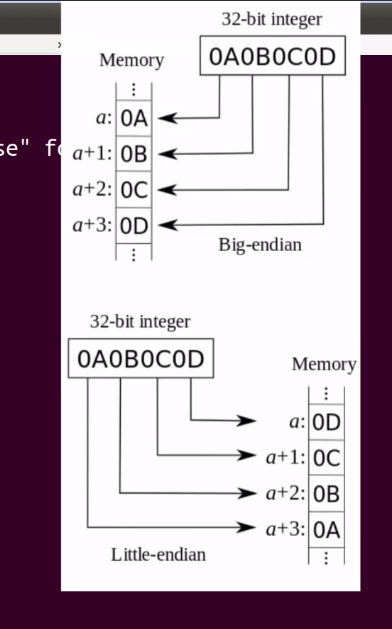 32-bit integer
0A0B0C0D
Memory
a: 0A
a+1: 0B
a+2: 0C
a+3: 0D
Big-endian
se" fo
32-bit integer
0A0B0C0D
Memory
a: 0D
a+1: 0C
a+2: 0B
a+3: 0A
Little-endian